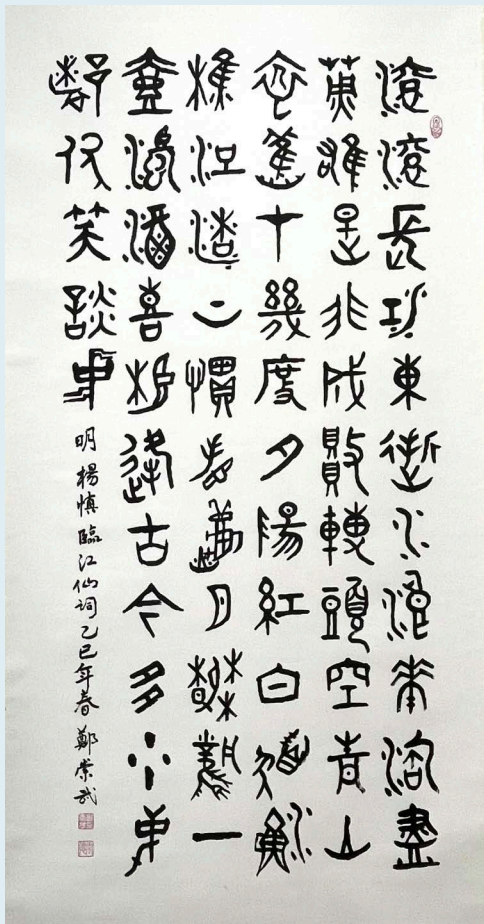 滾滾長江東逝水浪花淘盡
英雄是非成敗轉頭空青山
依舊在幾度夕陽紅白髮漁
樵江渚上慣看秋月春風一
壺濁酒喜相逢古今多少事
都付笑談中
明楊慎臨江仙詞乙巳年春鄭崇武